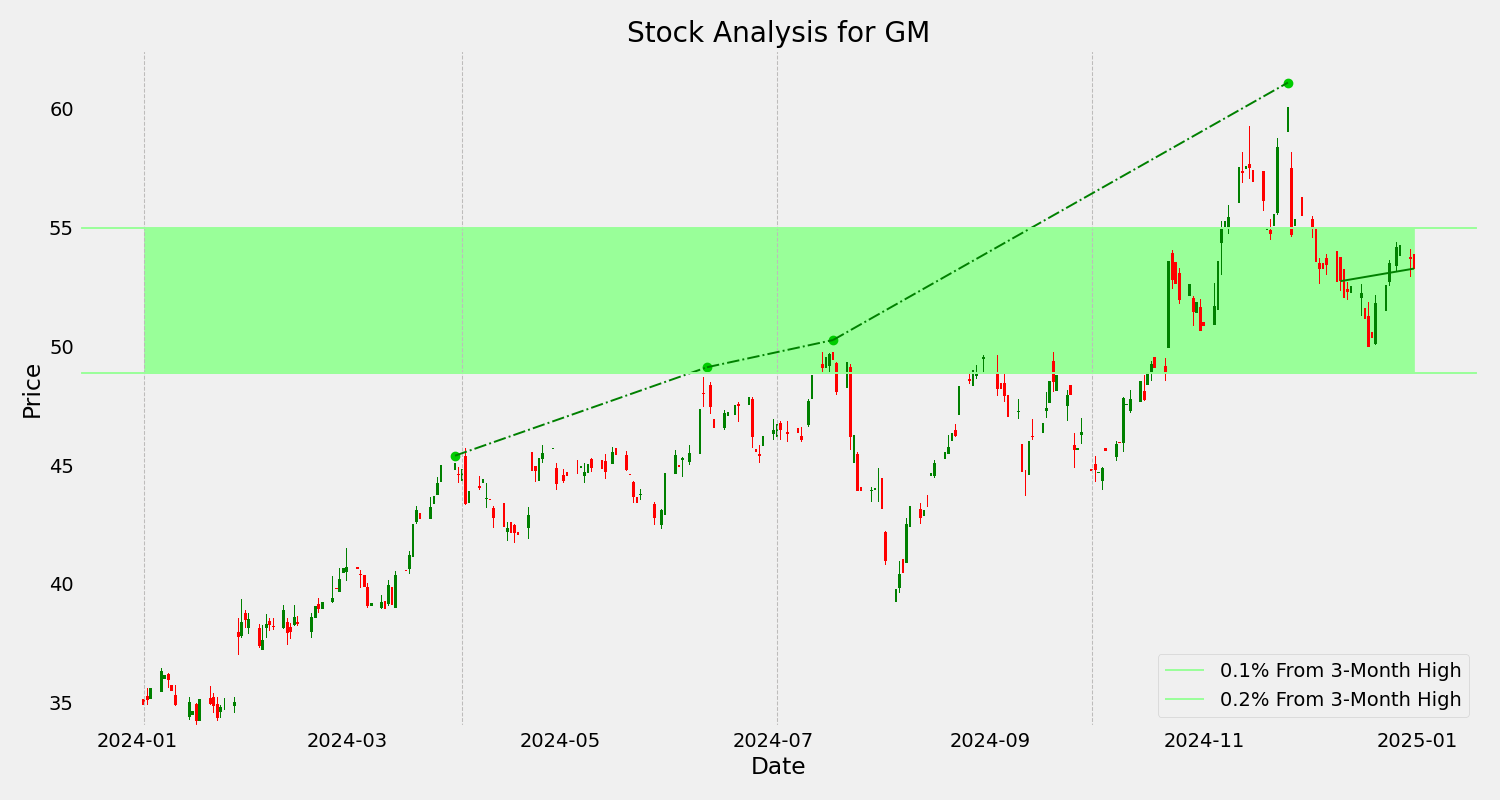 Stock Analysis for GM
60
55
50
45
40
35
Price
0.1% From 3-Month High
0.2% From 3-Month High
2024-01 2024-03 2024-05 2024-07 2024-09 2024-11 2025-01
Date